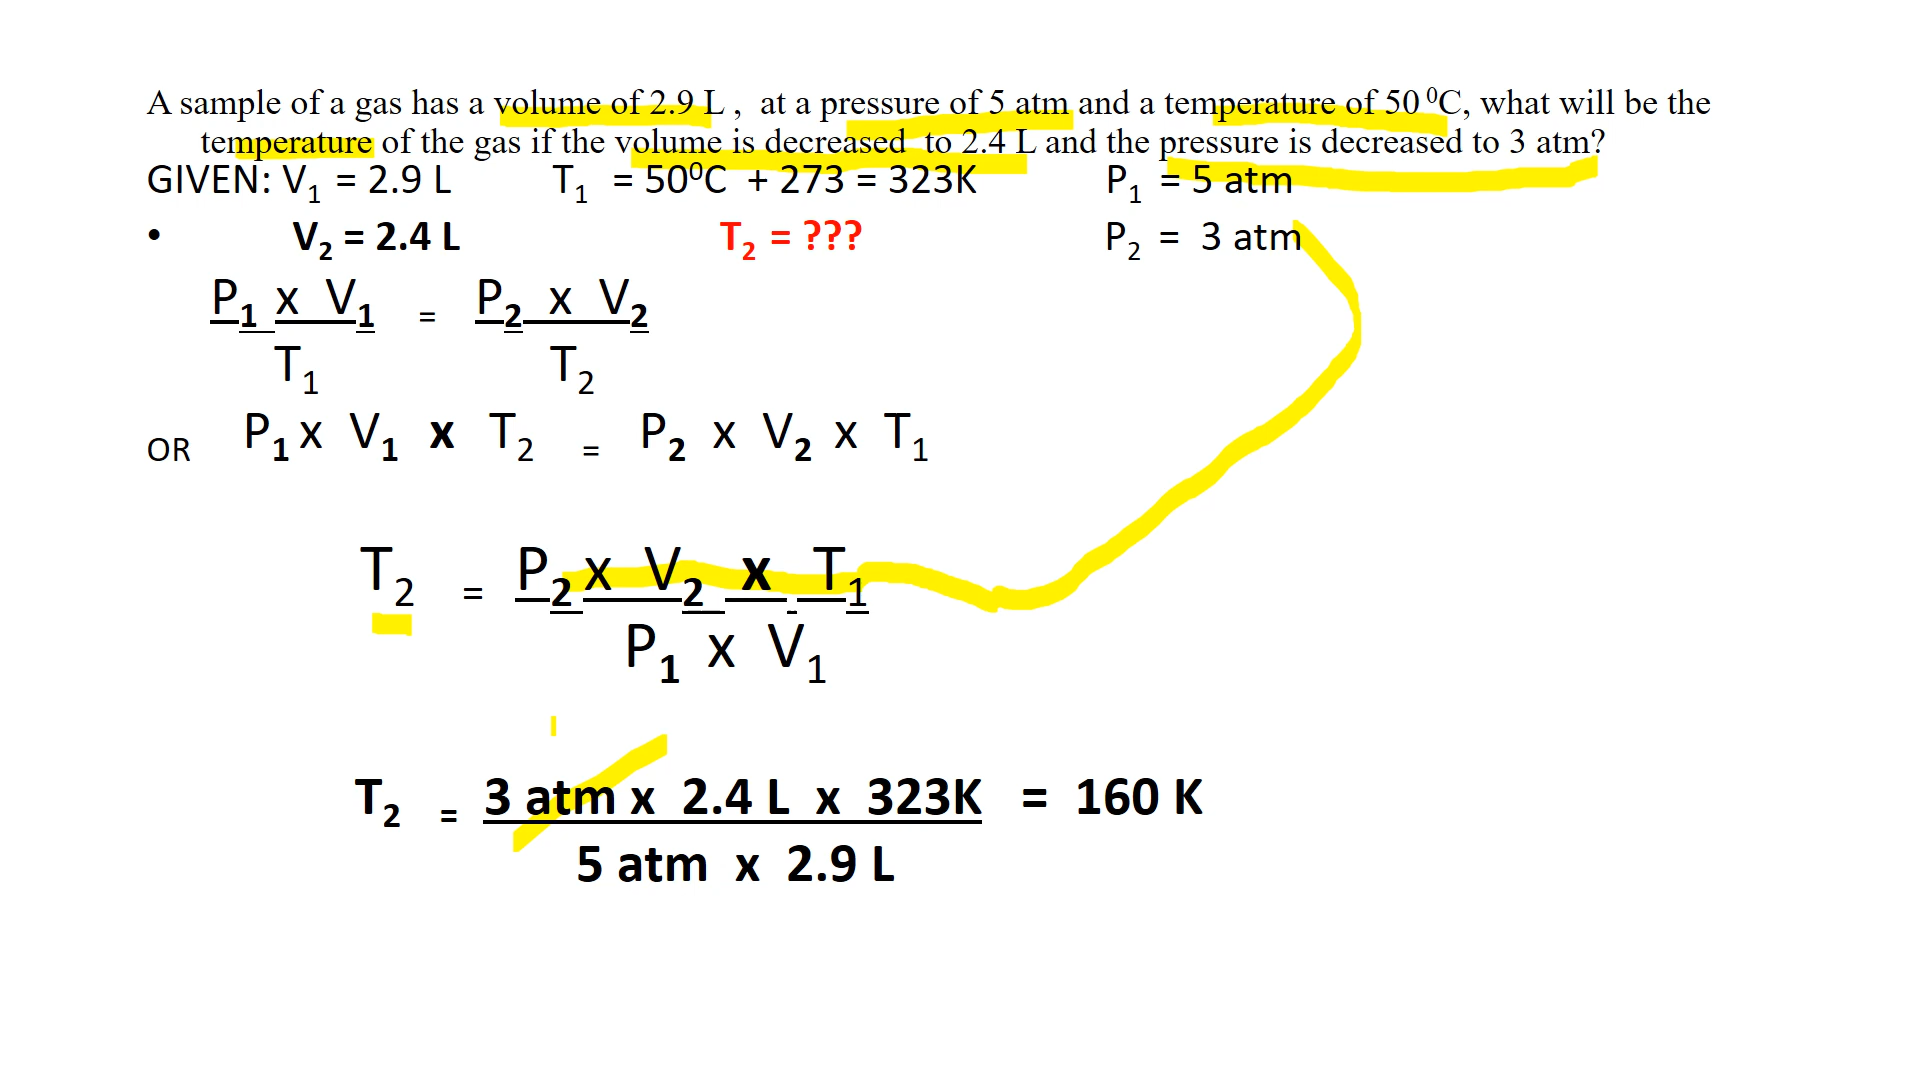 A sample of a gas has a volume of 2.9 L , at a pressure of 5 atm and a temperature of 50 ⁰C, what will be the
temperature of the gas if the volume is decreased to 2.4 L and the pressure is decreased to 3 atm?
GIVEN: V₁ = 2.9 L T₁ = 50⁰C + 273 = 323K P₁ = 5 atm
• V₂ = 2.4 L T₂ = ??? P₂ = 3 atm
P₁ x V₁ = P₂ x V₂
T₁ T₂
OR P₁ x V₁ x T₂ = P₂ x V₂ x T₁
T₂ = P₂ x V₂ x T₁
P₁ x V₁
T₂ = 3 atm x 2.4 L x 323K = 160 K
5 atm x 2.9 L